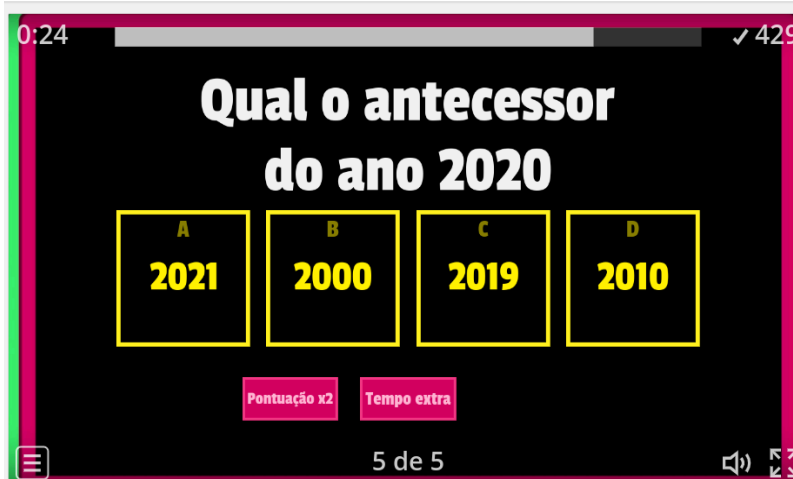 0:24
✓ 429
Qual o antecessor
do ano 2020
A
2021
B
2000
C
2019
D
2010
Pontuação x2
Tempo extra
5 de 5